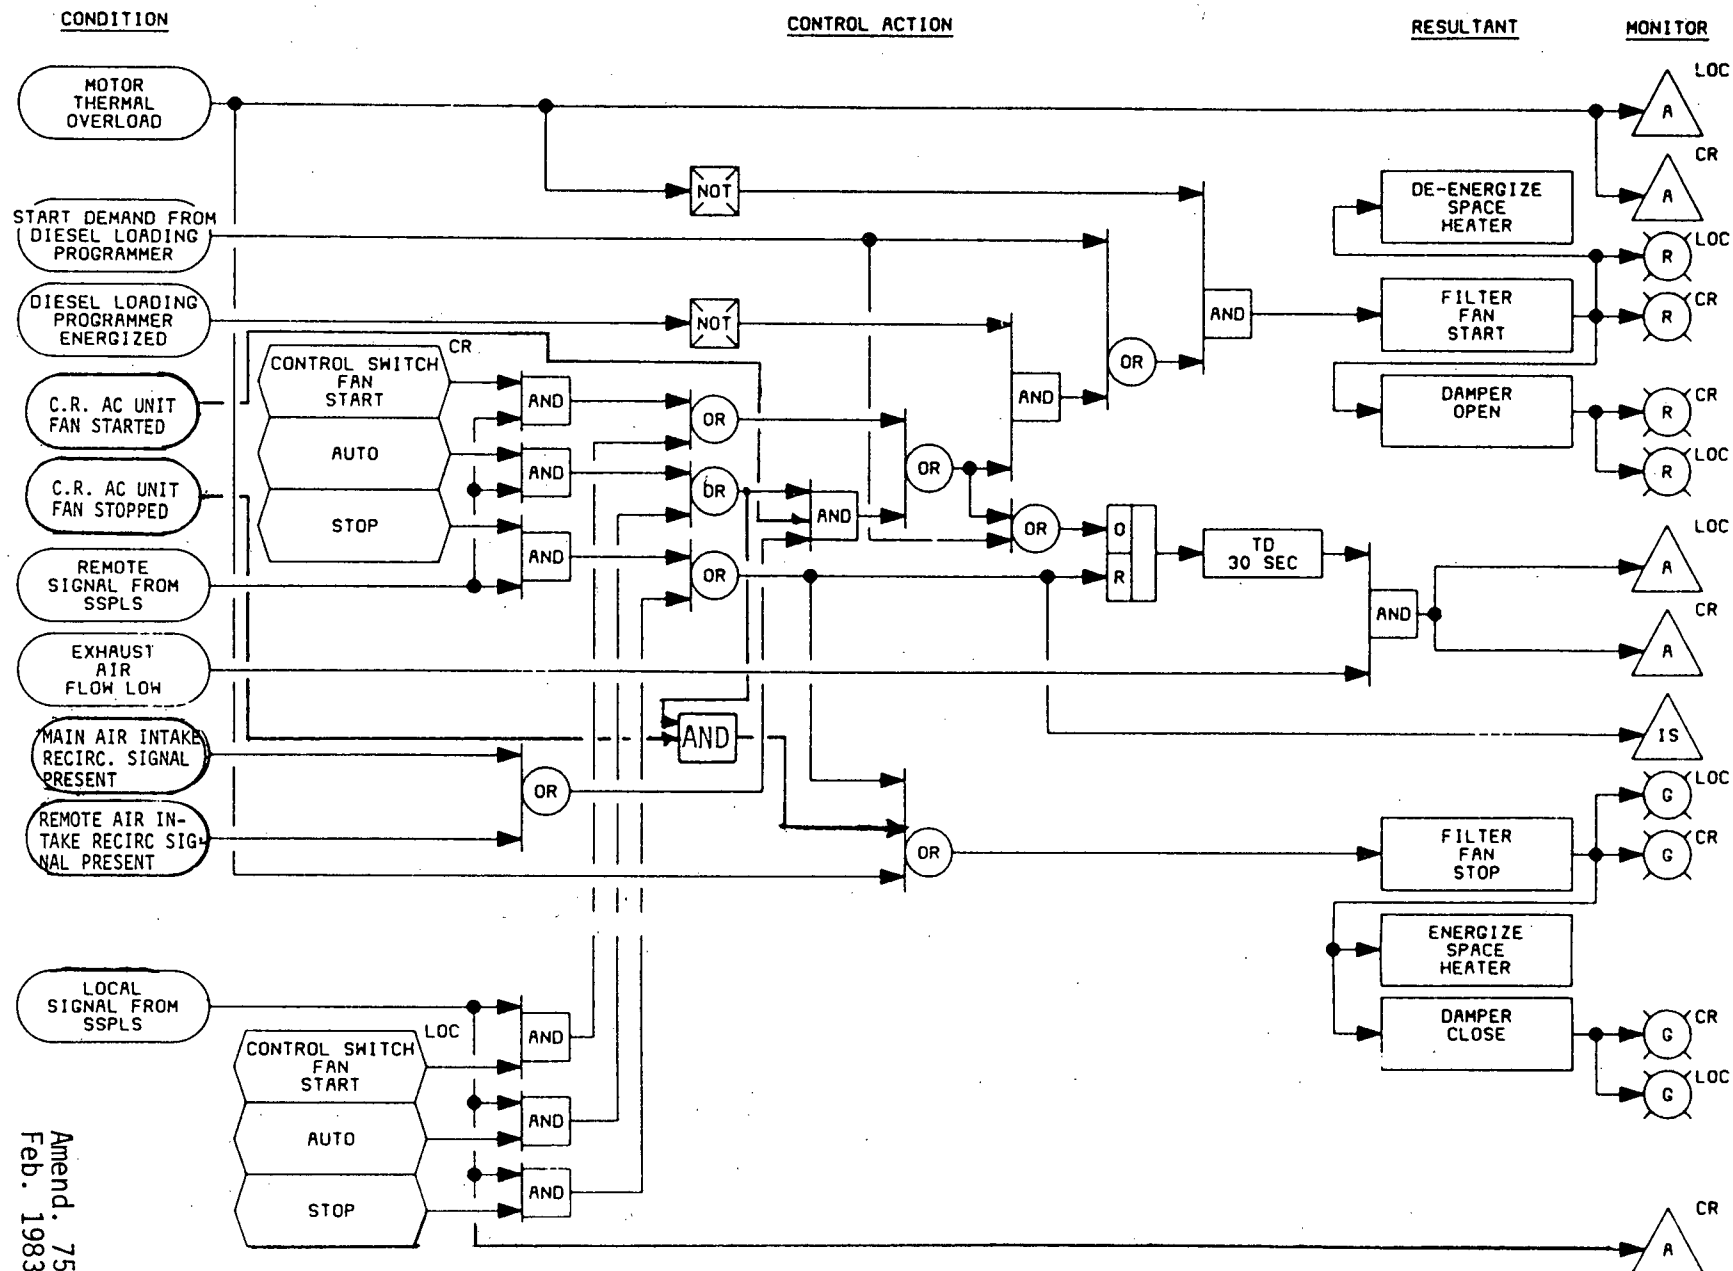 CONDITION
CONTROL ACTION
RESULTANT
MONITOR
MOTOR
THERMAL
OVERLOAD
LOC
A
CR
A
NOT
DE-ENERGIZE
SPACE
HEATER
START DEMAND FROM
DIESEL LOADING
PROGRAMMER
LOC
R
DIESEL LOADING
PROGRAMMER
ENERGIZED
NOT
AND
FILTER
FAN
START
CR
R
CR
CONTROL SWITCH
FAN
START
AND
OR
OR
AND
C.R. AC UNIT
FAN STARTED
DAMPER
OPEN
CR
R
LOC
R
AUTO
AND
OR
OR
C.R. AC UNIT
FAN STOPPED
STOP
AND
OR
AND
OR
O
R
TD
30 SEC
LOC
A
REMOTE
SIGNAL FROM
SSPLS
AND
CR
A
EXHAUST
AIR
FLOW LOW
MAIN AIR INTAKE
RECIRC. SIGNAL
PRESENT
AND
IS
OR
LOC
G
REMOTE AIR IN-
TAKE RECIRC SIG-
NAL PRESENT
OR
FILTER
FAN
STOP
CR
G
ENERGIZE
SPACE
HEATER
LOCAL
SIGNAL FROM
SSPLS
DAMPER
CLOSE
CR
G
LOC
G
LOC
CONTROL SWITCH
FAN
START
AND
AUTO
AND
STOP
AND
CR
A
Amend. 75
Feb. 1983